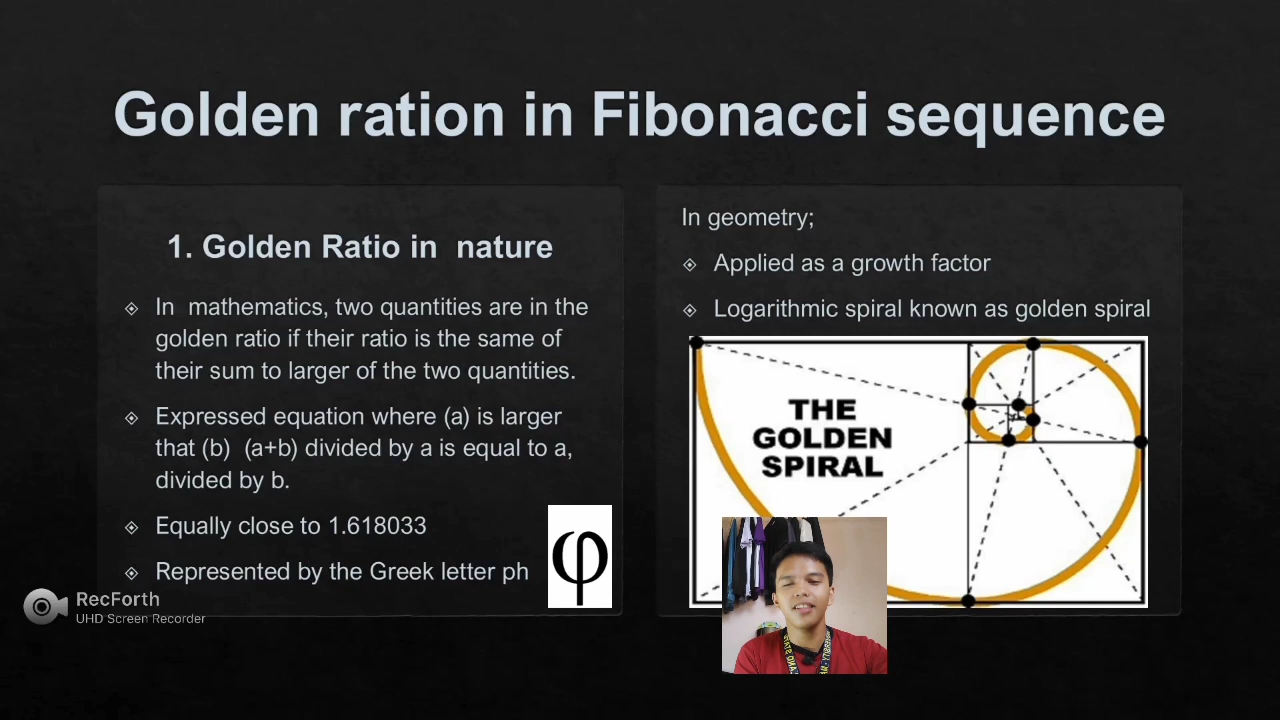 Golden ration in Fibonacci sequence
1. Golden Ratio in  nature
In  mathematics, two quantities are in the
golden ratio if their ratio is the same of
their sum to larger of the two quantities.
Expressed equation where (a) is larger
that (b)  (a+b) divided by a is equal to a,
divided by b.
Equally close to 1.618033
Represented by the Greek letter ph
φ
In geometry;
Applied as a growth factor
Logarithmic spiral known as golden spiral
THE
GOLDEN
SPIRAL
RecForth
UHD Screen Recorder